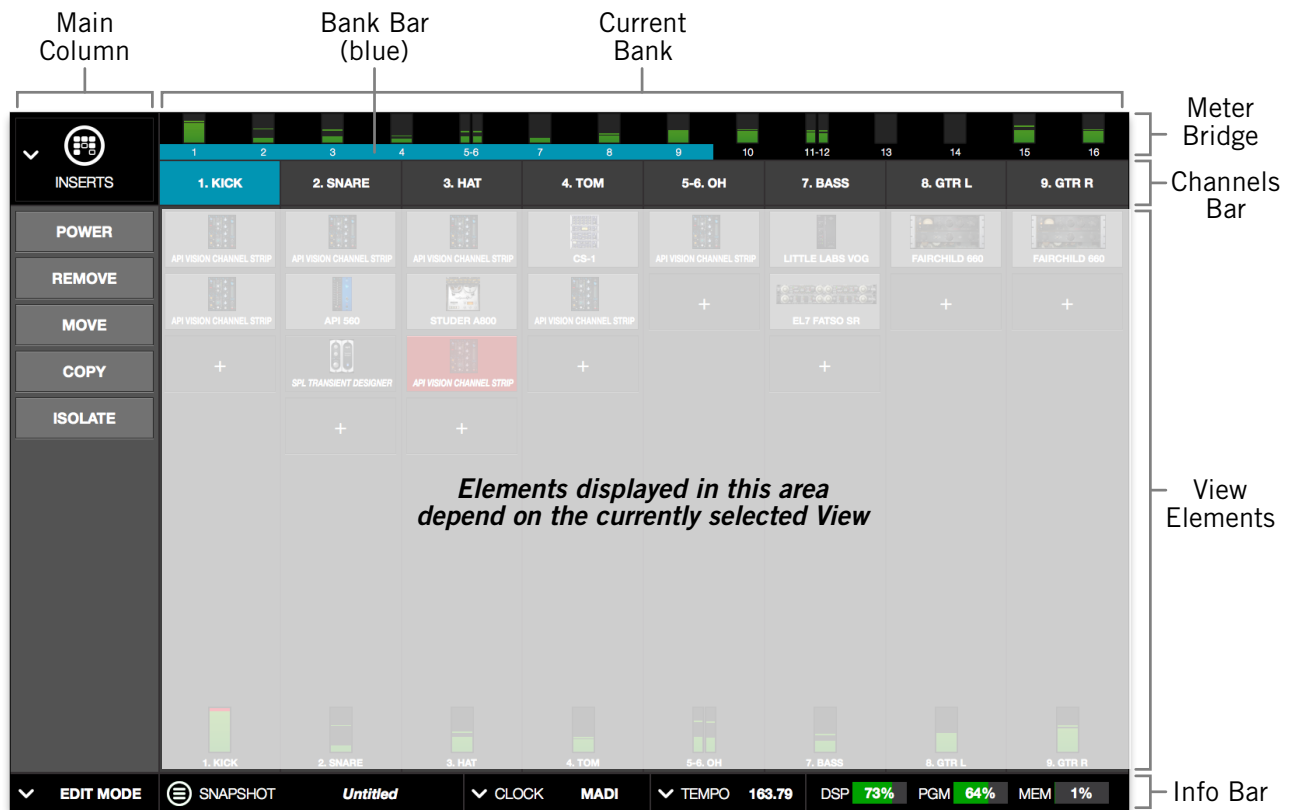 Main
Column
Bank Bar
(blue)
Current
Bank
Meter
Bridge
1 2 3 4 5-6 7 8 9 10 11-12 13 14 15 16
INSERTS
1. KICK 2. SNARE 3. HAT 4. TOM 5-6. OH 7. BASS 8. GTR L 9. GTR R
Channels
Bar
POWER
REMOVE
MOVE
COPY
ISOLATE
API VISION CHANNEL STRIP API VISION CHANNEL STRIP API VISION CHANNEL STRIP CS-1 API VISION CHANNEL STRIP LITTLE LABS VOG FAIRCHILD 660 FAIRCHILD 660
+ + +
API VISION CHANNEL STRIP API 560 STUDER A800 API VISION CHANNEL STRIP EL7 FATSO SR
+ + +
SPL TRANSIENT DESIGNER API VISION CHANNEL STRIP
+ +
Elements displayed in this area
depend on the currently selected View
View
Elements
1. KICK 2. SNARE 3. HAT 4. TOM 5-6. OH 7. BASS 8. GTR L 9. GTR R
EDIT MODE SNAPSHOT Untitled CLOCK MADI TEMPO 163.79 DSP 73% PGM 64% MEM 1%
Info Bar